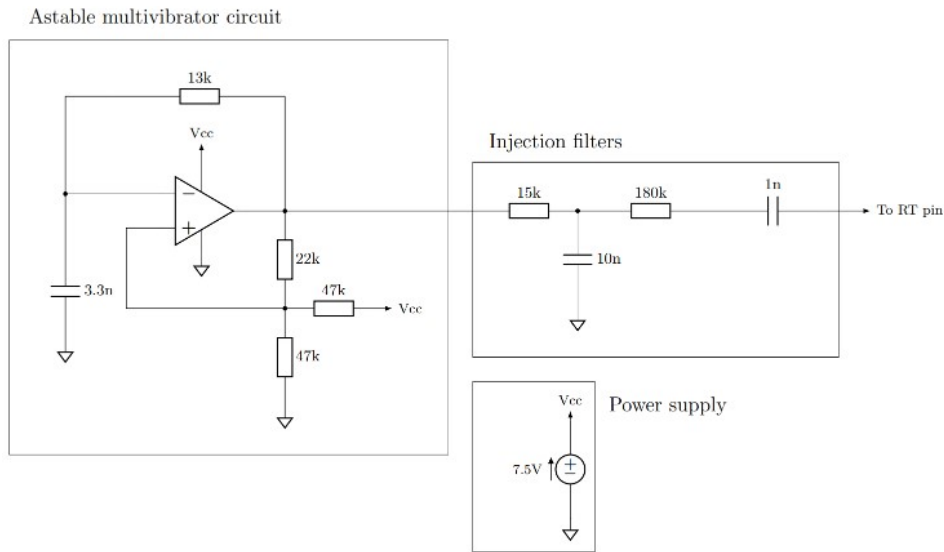 Astable multivibrator circuit
13k
Vcc
−
+
22k
47k
Vcc
3.3n
47k
Injection filters
15k
180k
1n
To RT pin
10n
Vcc
Power supply
7.5V
+
−